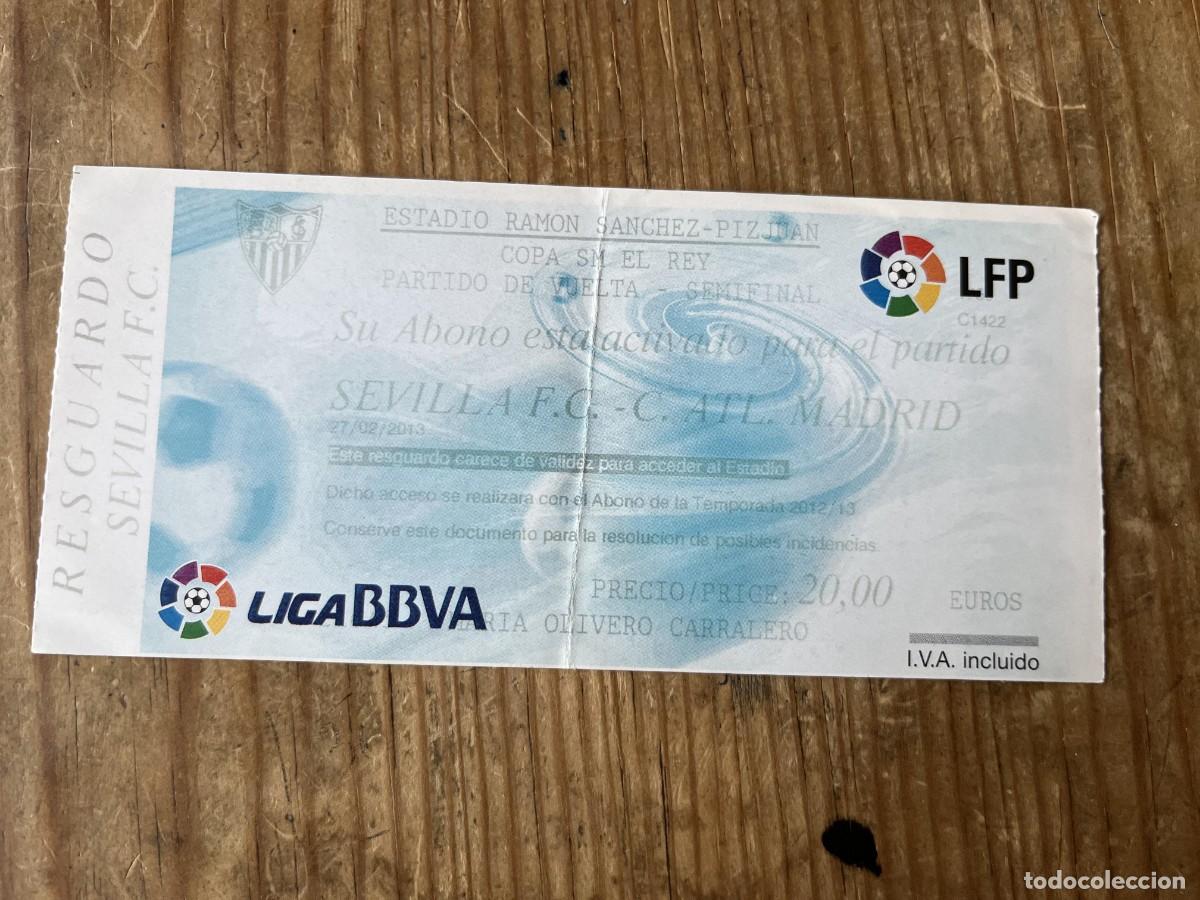 RESGUARDO
SEVILLA F.C.
ESTADIO RAMON SANCHEZ-PIZJUAN
COPA SM EL REY
PARTIDO DE VUELTA - SEMIFINAL
LFP
C1422
Su Abono esta activado para el partido
SEVILLA F.C. -C. ATL. MADRID
27/02/2013
Este resguardo carece de validez para acceder al Estadio.
Dicho acceso se realizara con el Abono de la Temporada 2012/13
Conserve este documento para la resolucion de posibles incidencias.
PRECIO/PRICE: 20,00 EUROS
LIGA BBVA
OLIVERO CARRALERO
I.V.A. incluido
todocoleccion